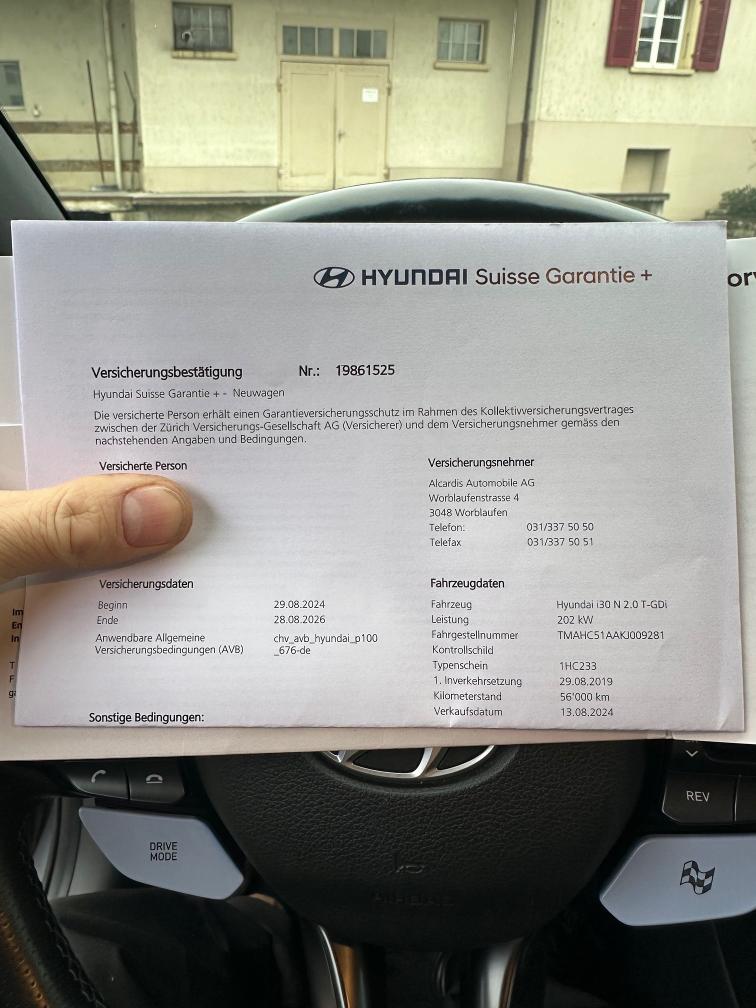 HYUNDAI Suisse Garantie +
Versicherungsbestätigung Nr.: 19861525
Hyundai Suisse Garantie + - Neuwagen
Die versicherte Person erhält einen Garantieversicherungsschutz im Rahmen des Kollektivversicherungsvertrages
zwischen der Zürich Versicherungs-Gesellschaft AG (Versicherer) und dem Versicherungsnehmer gemäss den
nachstehenden Angaben und Bedingungen.
Versicherte Person
Versicherungsnehmer
Alcardis Automobile AG
Worblaufenstrasse 4
3048 Worblaufen
Telefon: 031/337 50 50
Telefax 031/337 50 51
Versicherungsdaten
Beginn 29.08.2024
Ende 28.08.2026
Anwendbare Allgemeine chv_avb_hyundai_p100
Versicherungsbedingungen (AVB) _676-de
Fahrzeugdaten
Fahrzeug Hyundai i30 N 2.0 T-GDi
Leistung 202 kW
Fahrgestellnummer TMAHC51AAKJ009281
Kontrollschild
Typenschein 1HC233
1. Inverkehrsetzung 29.08.2019
Kilometerstand 56'000 km
Verkaufsdatum 13.08.2024
Sonstige Bedingungen:
DRIVE
MODE
REV